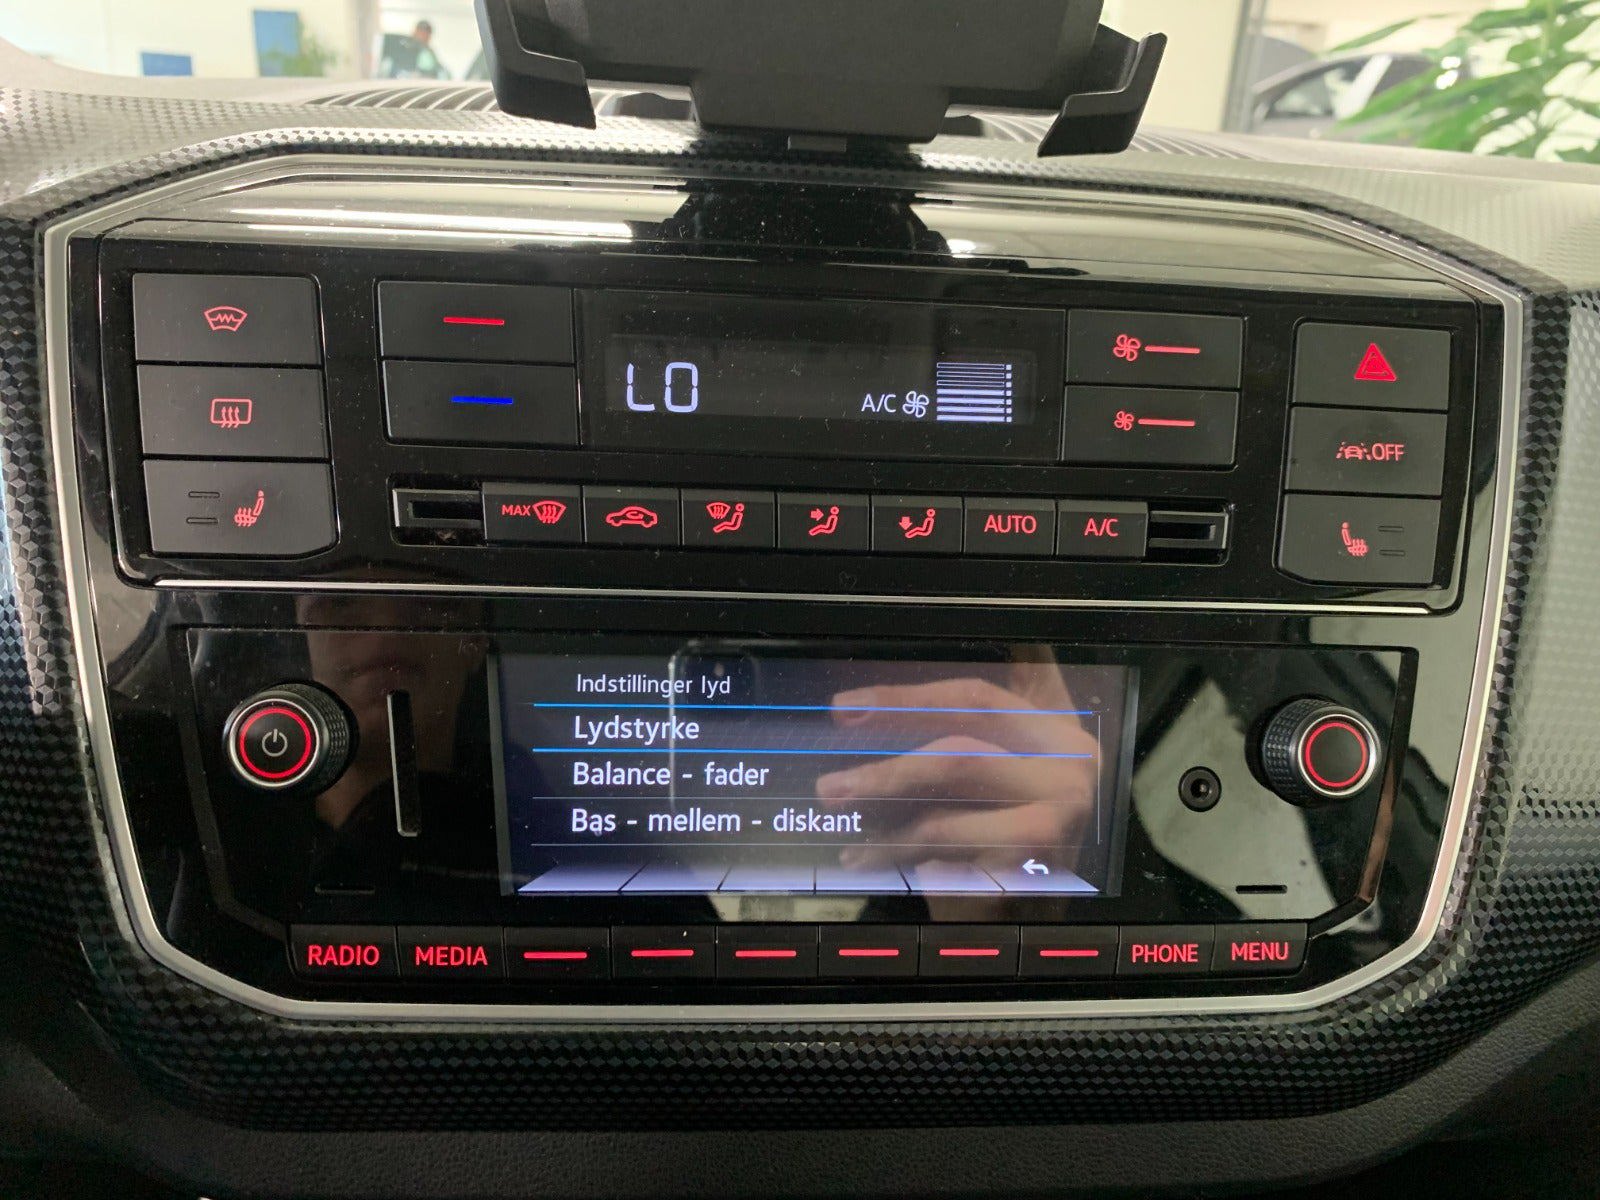 LO
A/C
OFF
MAX
AUTO
A/C
Indstillinger lyd
Lydstyrke
Balance - fader
Bas - mellem - diskant
RADIO
MEDIA
PHONE
MENU